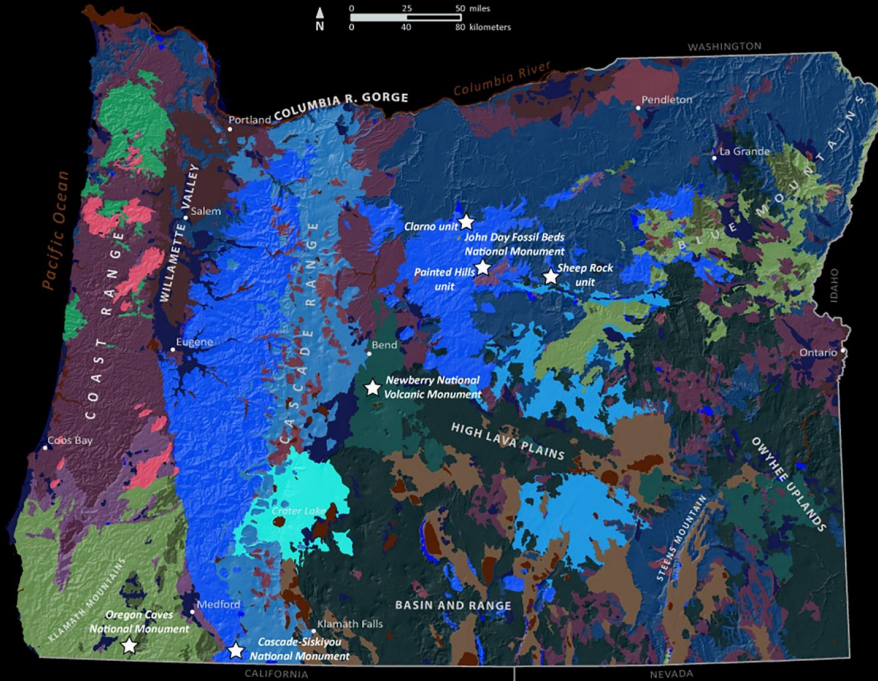 0 25 50 miles
N
0 40 80 kilometers
WASHINGTON
Columbia River
COLUMBIA R. GORGE
Pendleton
Portland
La Grande
BLUE MOUNTAINS
Pacific Ocean
WILLAMETTE VALLEY
Salem
Clarno unit
John Day Fossil Beds
National Monument
Painted Hills
unit
Sheep Rock
unit
COAST RANGE
CASCADE RANGE
IDAHO
Eugene
Bend
Ontario
Newberry National
Volcanic Monument
Coos Bay
HIGH LAVA PLAINS
OWYHEE UPLANDS
Crater Lake
STEENS MOUNTAIN
KLAMATH MOUNTAINS
Medford
BASIN AND RANGE
Oregon Caves
National Monument
Klamath Falls
Cascade-Siskiyou
National Monument
CALIFORNIA
NEVADA